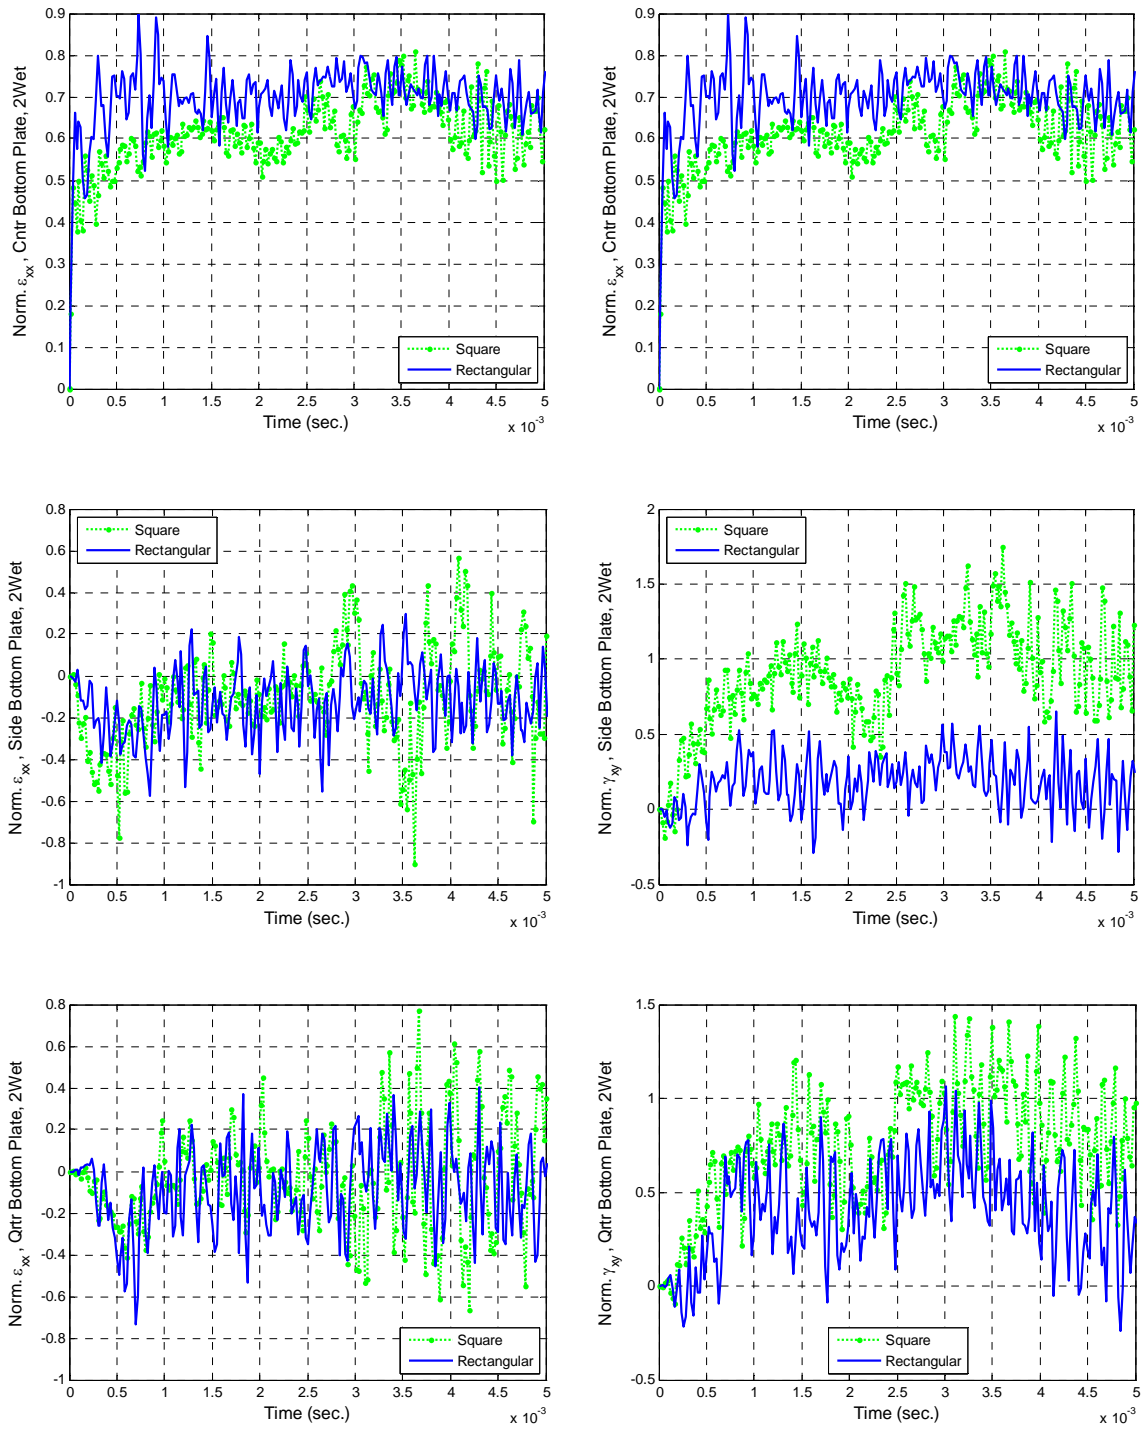 Norm. εxx , Cntr Bottom Plate, 2Wet
0.9
0.8
0.7
0.6
0.5
0.4
0.3
0.2
0.1
0
0 0.5 1 1.5 2 2.5 3 3.5 4 4.5 5
Time (sec.)
x 10-3
Square
Rectangular
Norm. εxx , Cntr Bottom Plate, 2Wet
0.9
0.8
0.7
0.6
0.5
0.4
0.3
0.2
0.1
0
0 0.5 1 1.5 2 2.5 3 3.5 4 4.5 5
Time (sec.)
x 10-3
Square
Rectangular
Norm. εxx , Side Bottom Plate, 2Wet
0.8
0.6
0.4
0.2
0
-0.2
-0.4
-0.6
-0.8
-1
0 0.5 1 1.5 2 2.5 3 3.5 4 4.5 5
Time (sec.)
x 10-3
Square
Rectangular
Norm. γxy , Side Bottom Plate, 2Wet
2
1.5
1
0.5
0
-0.5
0 0.5 1 1.5 2 2.5 3 3.5 4 4.5 5
Time (sec.)
x 10-3
Square
Rectangular
Norm. εxx , Qrtr Bottom Plate, 2Wet
0.8
0.6
0.4
0.2
0
-0.2
-0.4
-0.6
-0.8
-1
0 0.5 1 1.5 2 2.5 3 3.5 4 4.5 5
Time (sec.)
x 10-3
Square
Rectangular
Norm. γxy , Qrtr Bottom Plate, 2Wet
1.5
1
0.5
0
-0.5
0 0.5 1 1.5 2 2.5 3 3.5 4 4.5 5
Time (sec.)
x 10-3
Square
Rectangular